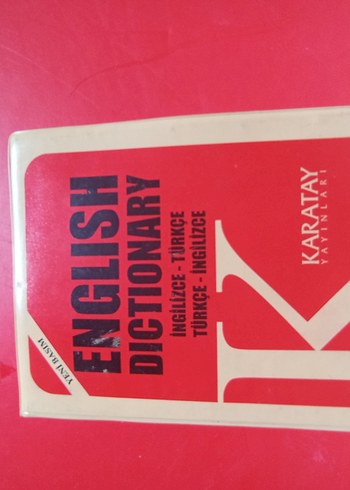 YENİ BASIM
ENGLISH
DICTIONARY
İNGİLİZCE - TÜRKÇE
TÜRKÇE - İNGİLİZCE
K
KARATAY
YAYINLARI